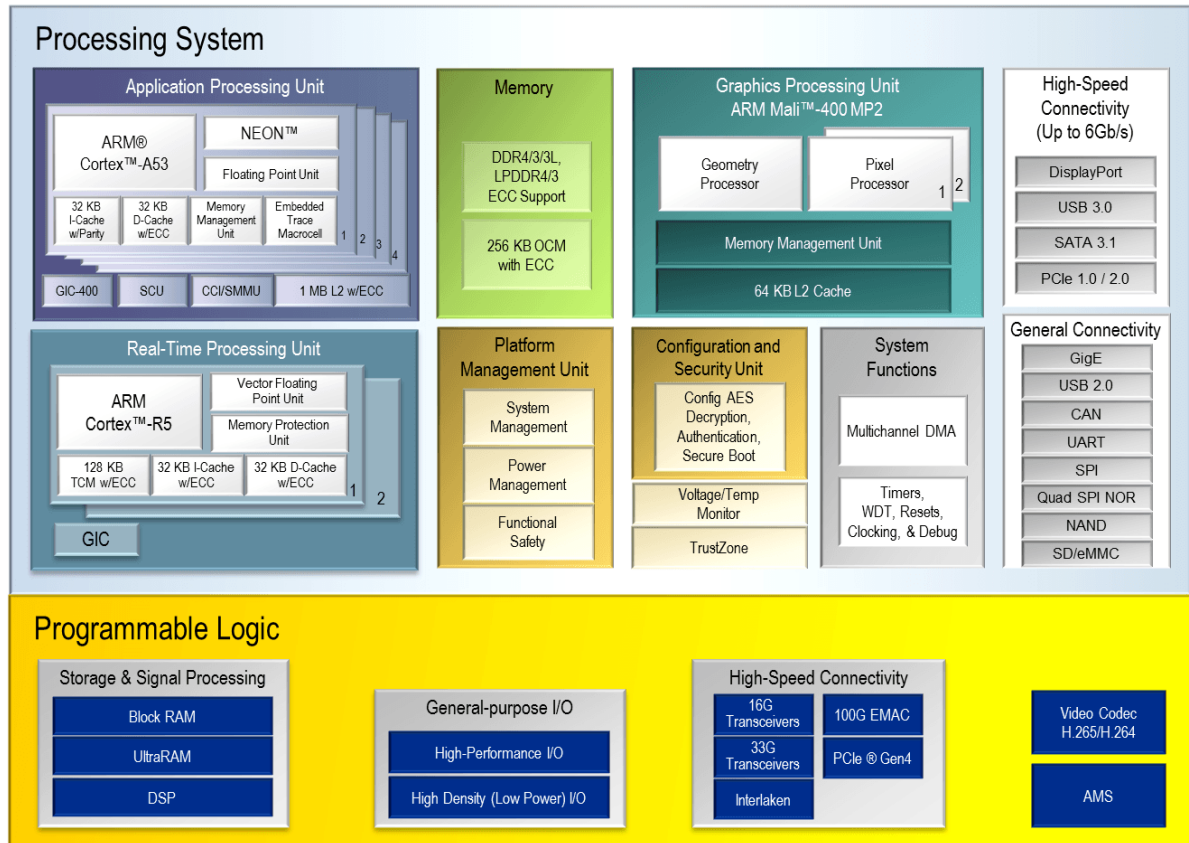 Processing System
Application Processing Unit
ARM®
Cortex™-A53
NEON™
Floating Point Unit
32 KB
I-Cache
w/Parity
32 KB
D-Cache
w/ECC
Memory
Management
Unit
Embedded
Trace
Macrocell
1
2
3
4
GIC-400
SCU
CCI/SMMU
1 MB L2 w/ECC
Memory
DDR4/3/3L,
LPDDR4/3
ECC Support
256 KB OCM
with ECC
Graphics Processing Unit
ARM Mali™-400 MP2
Geometry
Processor
Pixel
Processor
1
2
Memory Management Unit
64 KB L2 Cache
High-Speed
Connectivity
(Up to 6Gb/s)
DisplayPort
USB 3.0
SATA 3.1
PCIe 1.0 / 2.0
Real-Time Processing Unit
ARM
Cortex™-R5
Vector Floating
Point Unit
Memory Protection
Unit
128 KB
TCM w/ECC
32 KB I-Cache
w/ECC
32 KB D-Cache
w/ECC
1
2
GIC
Platform
Management Unit
System
Management
Power
Management
Functional
Safety
Configuration and
Security Unit
Config AES
Decryption,
Authentication,
Secure Boot
Voltage/Temp
Monitor
TrustZone
System
Functions
Multichannel DMA
Timers,
WDT, Resets,
Clocking, & Debug
General Connectivity
GigE
USB 2.0
CAN
UART
SPI
Quad SPI NOR
NAND
SD/eMMC
Programmable Logic
Storage & Signal Processing
Block RAM
UltraRAM
DSP
General-purpose I/O
High-Performance I/O
High Density (Low Power) I/O
High-Speed Connectivity
16G
Transceivers
33G
Transceivers
Interlaken
100G EMAC
PCIe ® Gen4
Video Codec
H.265/H.264
AMS